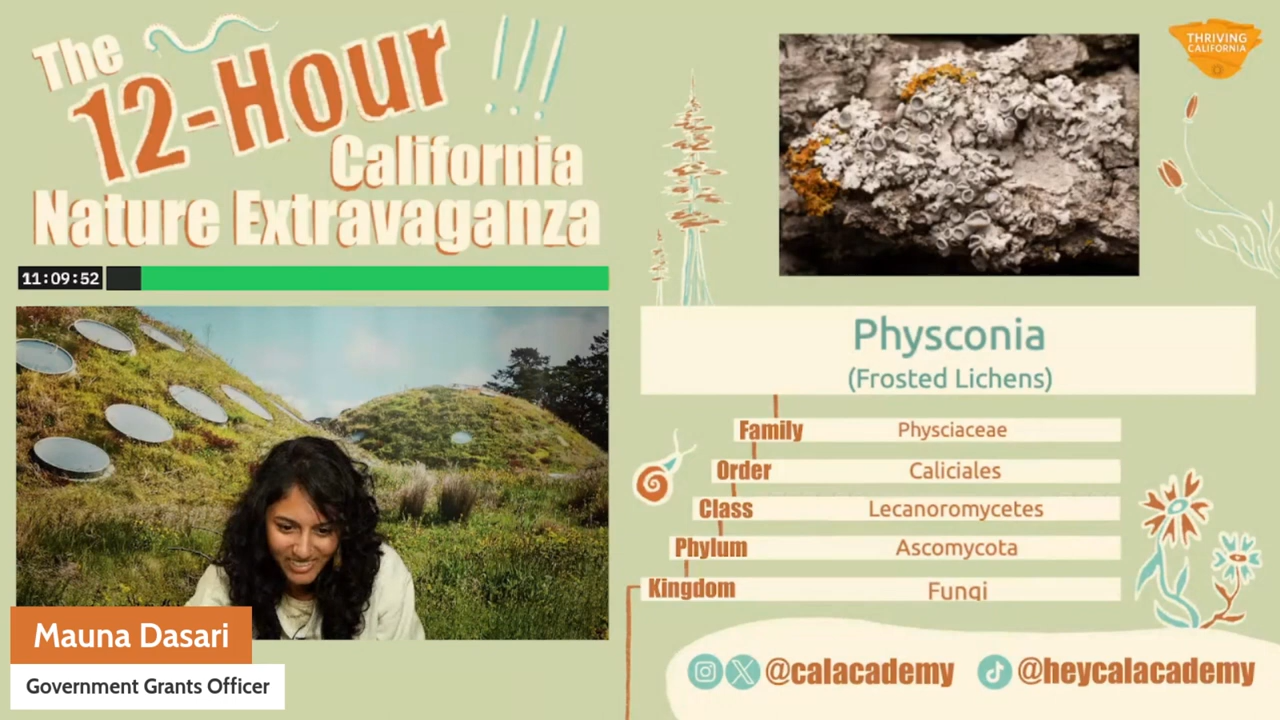 The
12-Hour !!!
California
Nature Extravaganza
11:09:52
Mauna Dasari
Government Grants Officer
THRIVING
CALIFORNIA
Physconia
(Frosted Lichens)
Family Physciaceae
Order Caliciales
Class Lecanoromycetes
Phylum Ascomycota
Kingdom Fungi
@calacademy @heycalacademy